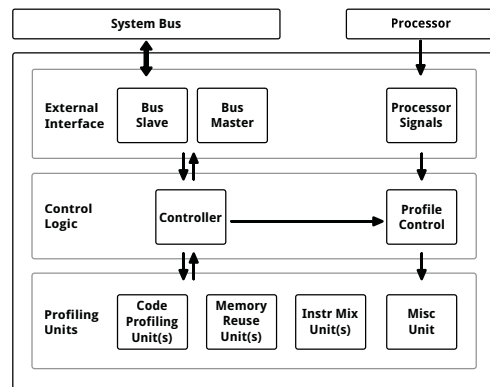 System Bus
Processor
External
Interface
Bus
Slave
Bus
Master
Processor
Signals
Control
Logic
Controller
Profile
Control
Profiling
Units
Code
Profiling
Unit(s)
Memory
Reuse
Unit(s)
Instr Mix
Unit(s)
Misc
Unit